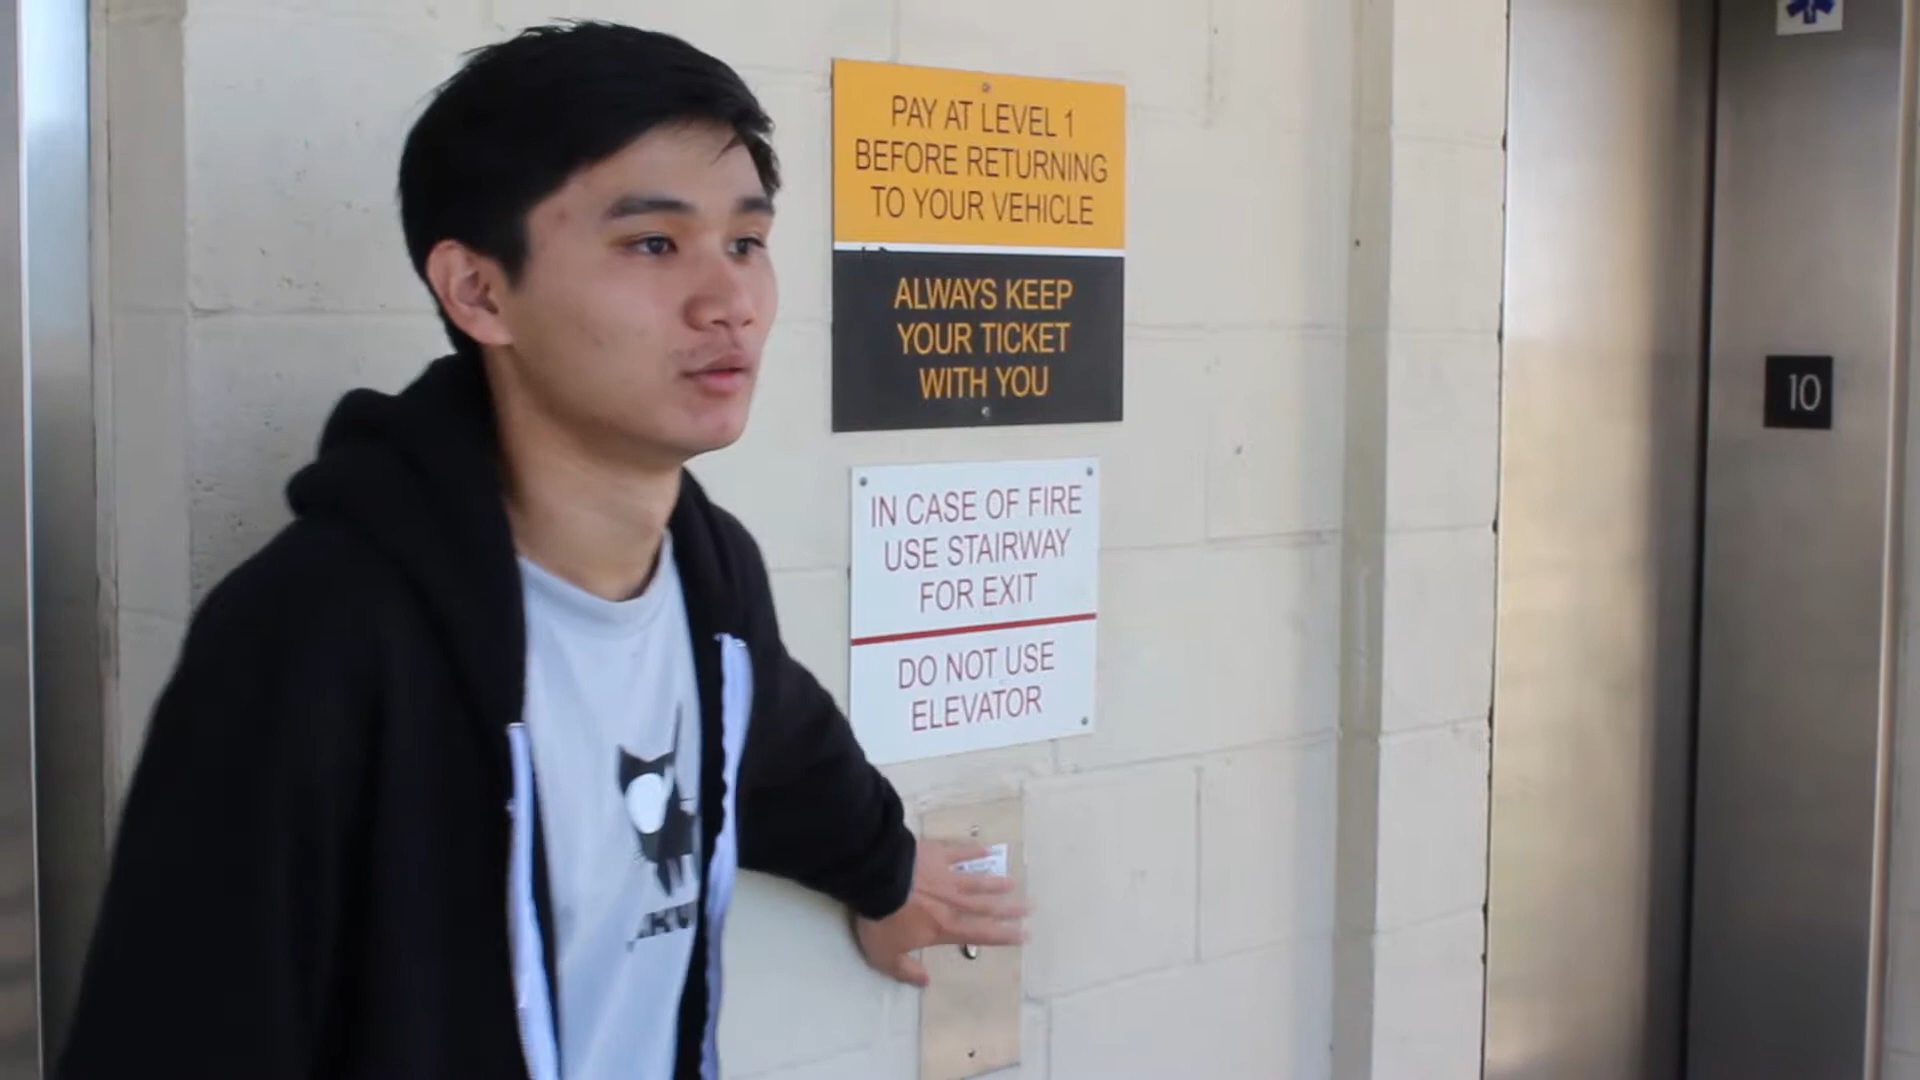 PAY AT LEVEL 1
BEFORE RETURNING
TO YOUR VEHICLE
ALWAYS KEEP
YOUR TICKET
WITH YOU
IN CASE OF FIRE
USE STAIRWAY
FOR EXIT
DO NOT USE
ELEVATOR
10